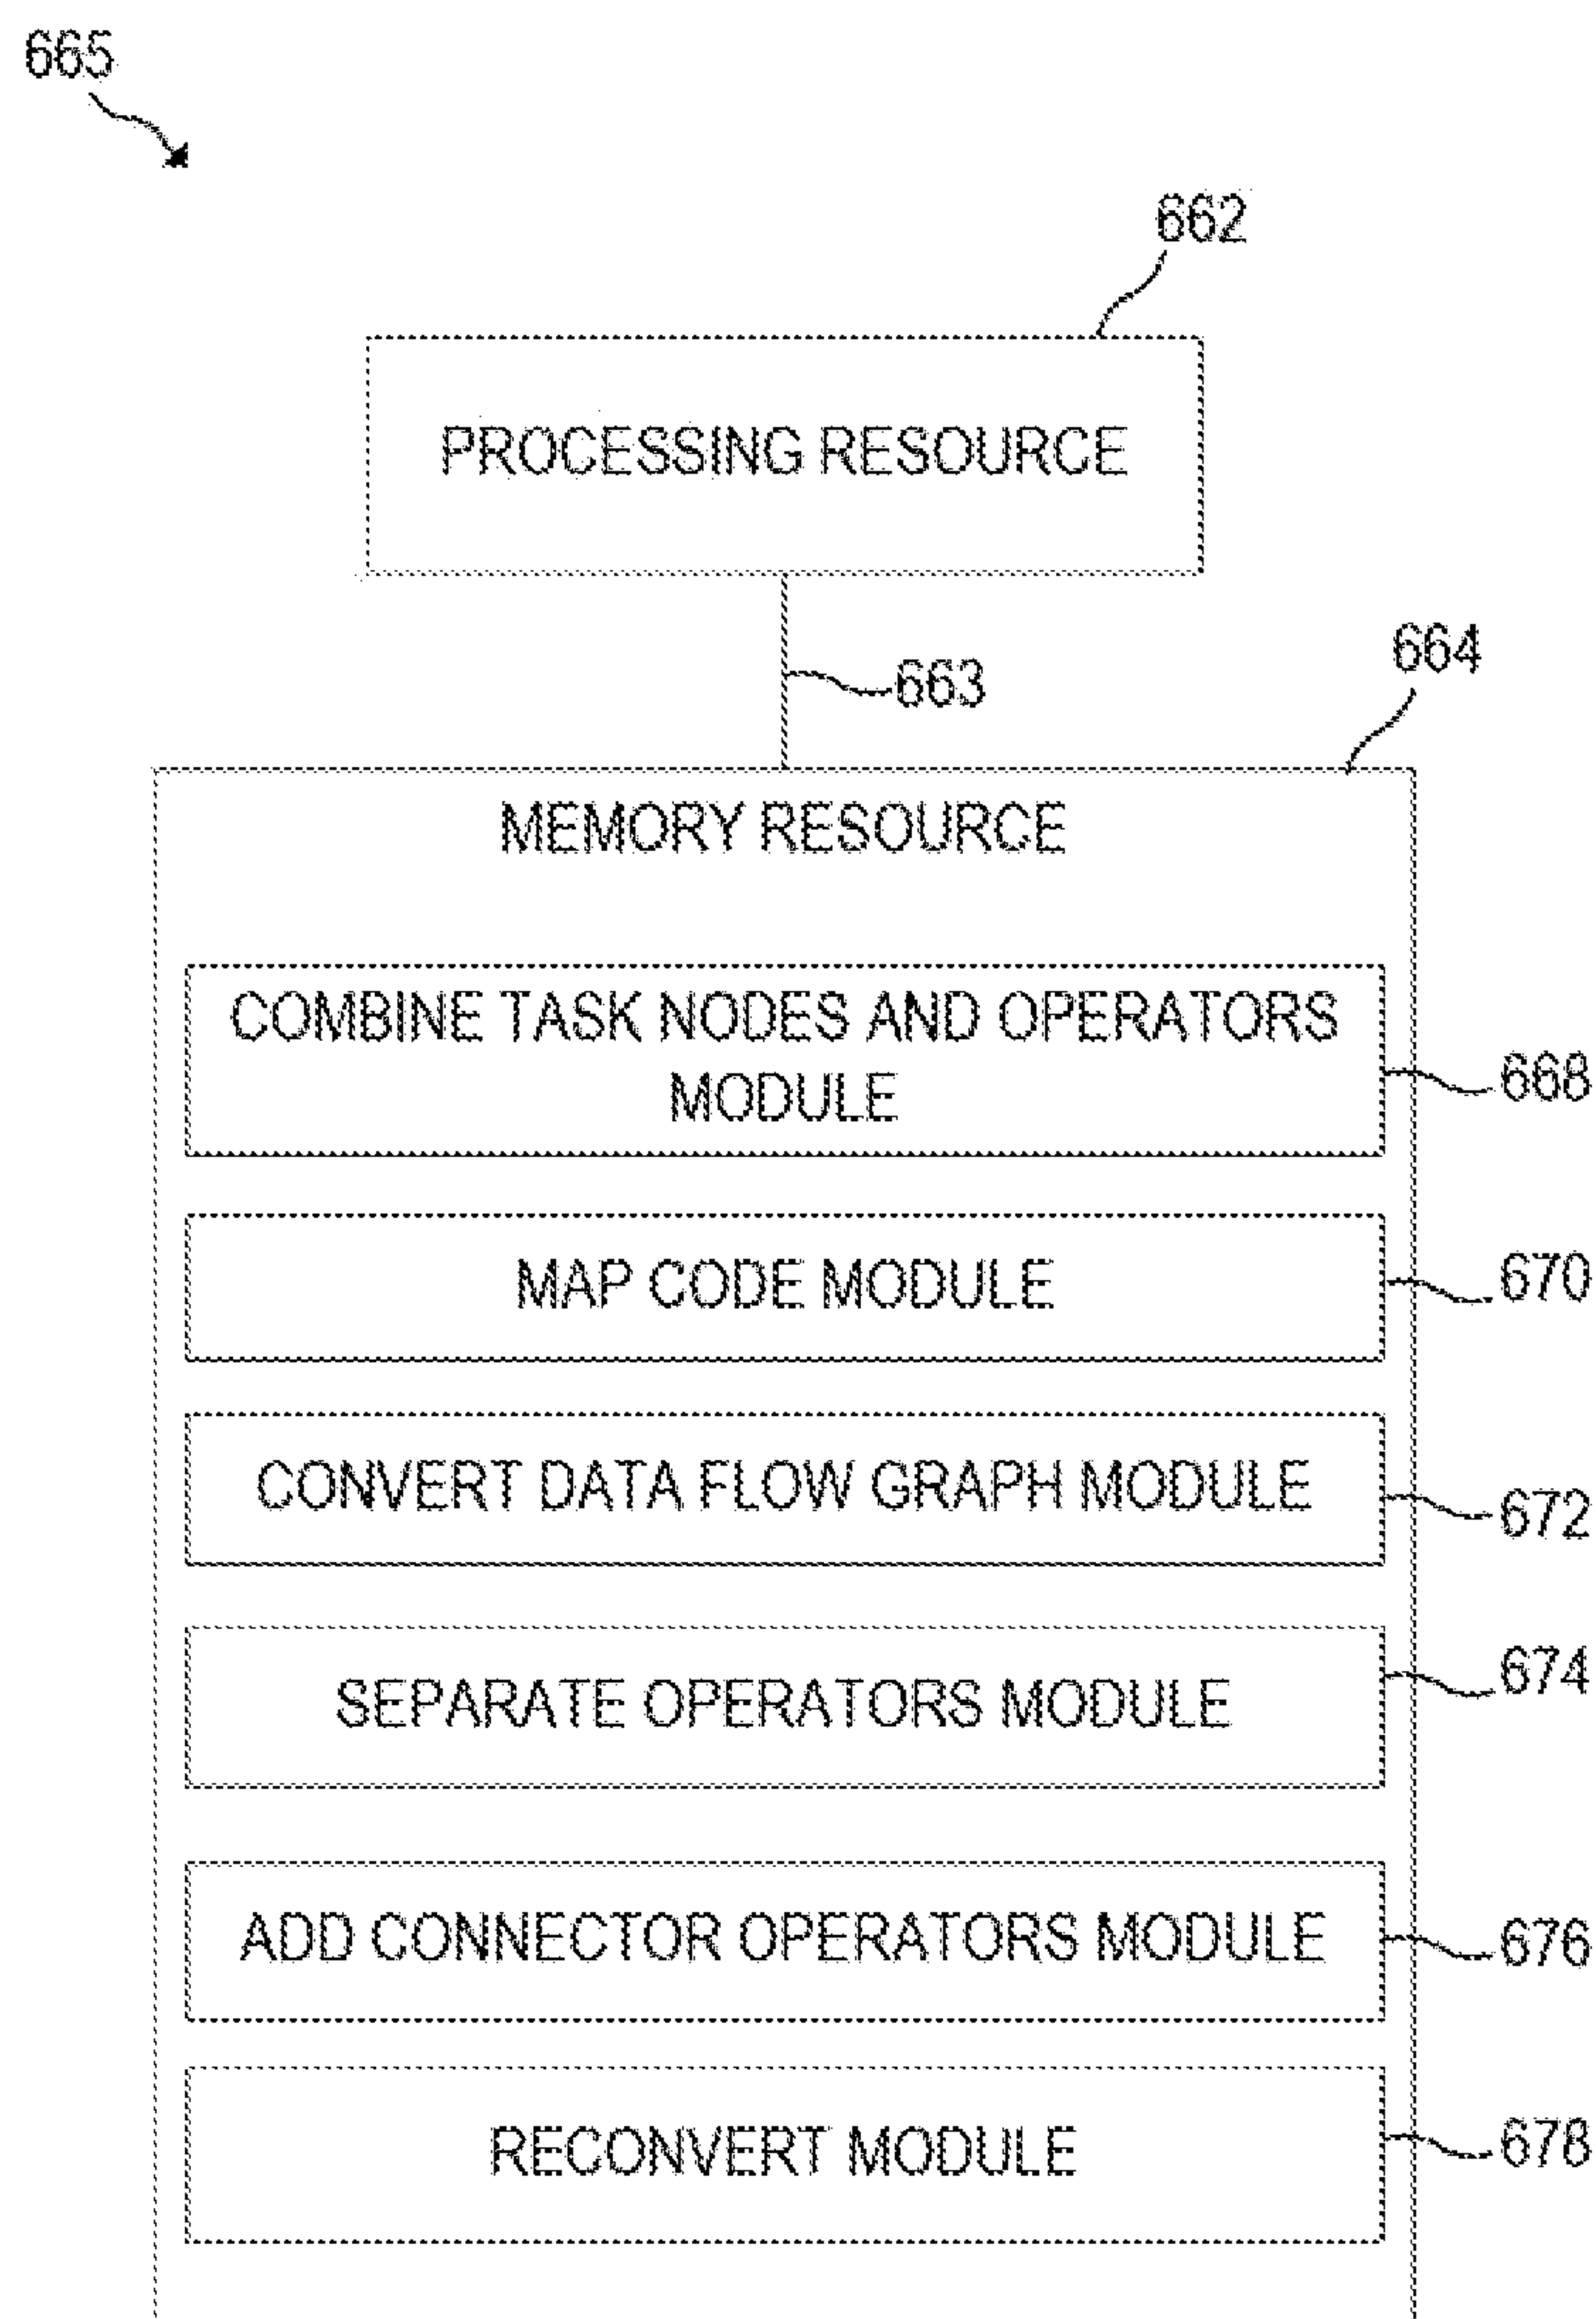 665
662
PROCESSING RESOURCE
663
664
MEMORY RESOURCE
COMBINE TASK NODES AND OPERATORS
MODULE
668
MAP CODE MODULE
670
CONVERT DATA FLOW GRAPH MODULE
672
SEPARATE OPERATORS MODULE
674
ADD CONNECTOR OPERATORS MODULE
676
RECONVERT MODULE
678